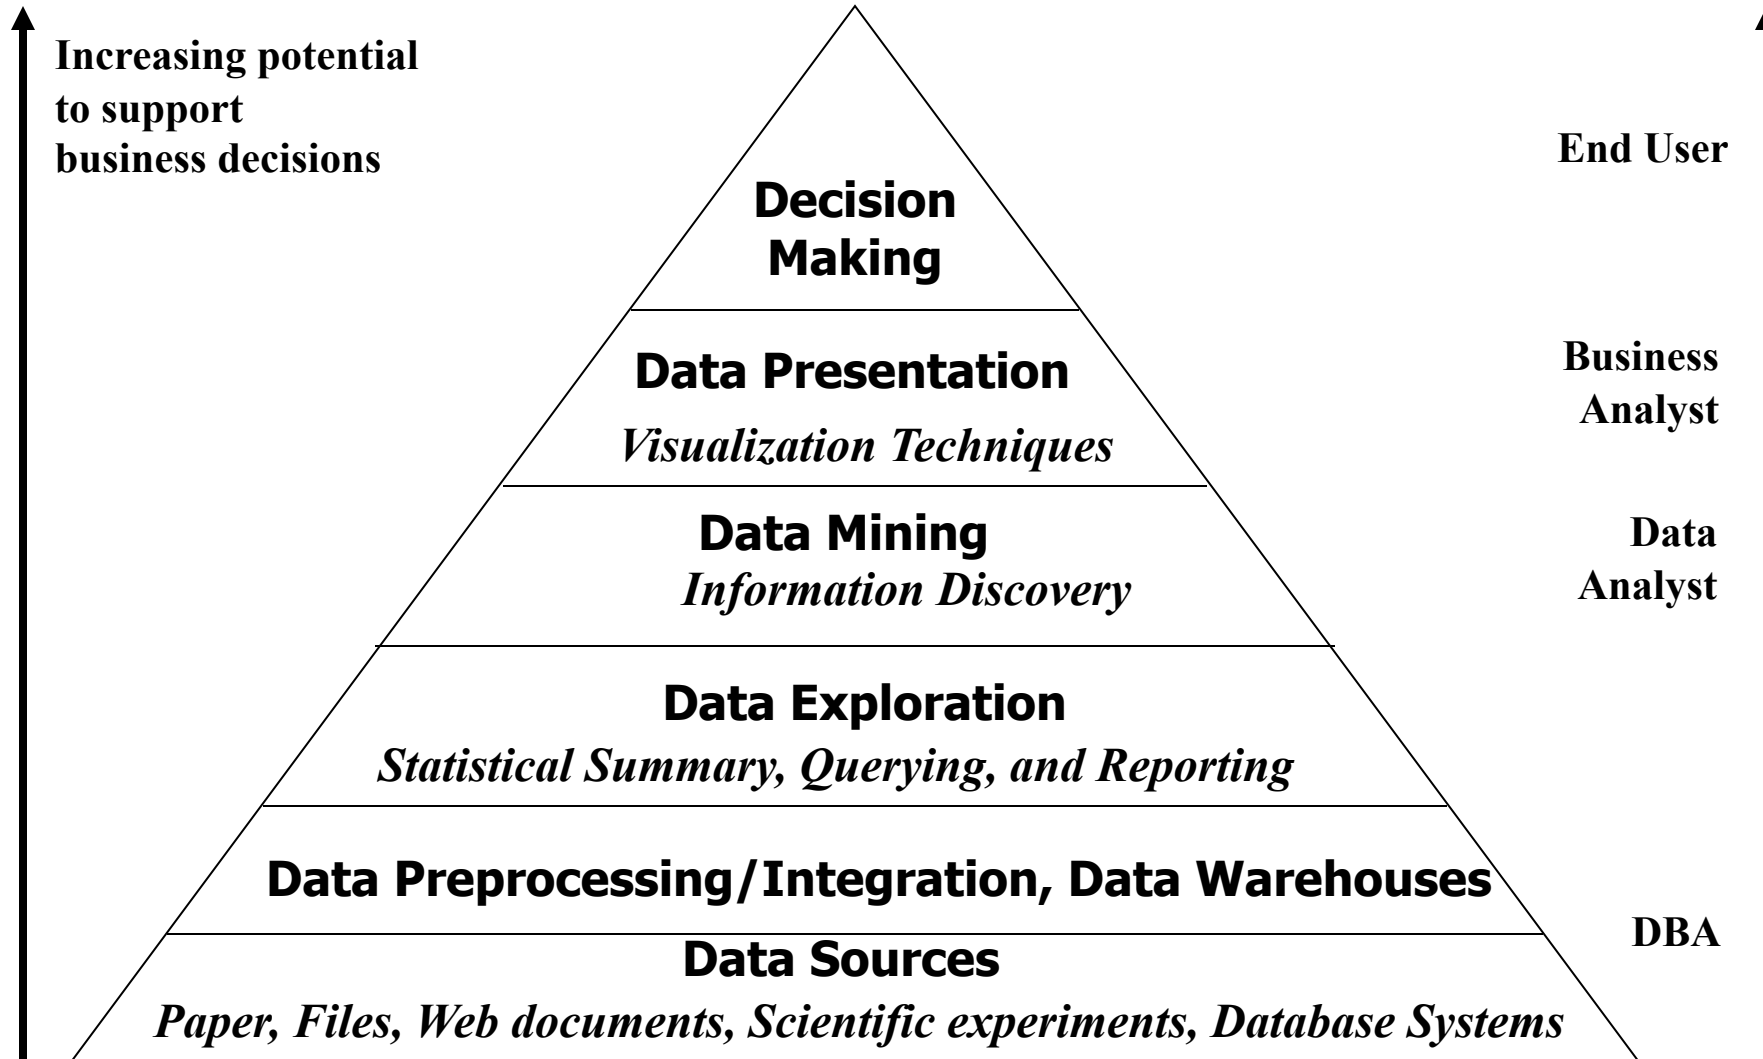 Increasing potential
to support
business decisions
End User
Decision
Making
Business
Analyst
Data Presentation
Visualization Techniques
Data Mining
Information Discovery
Data
Analyst
Data Exploration
Statistical Summary, Querying, and Reporting
Data Preprocessing/Integration, Data Warehouses
DBA
Data Sources
Paper, Files, Web documents, Scientific experiments, Database Systems